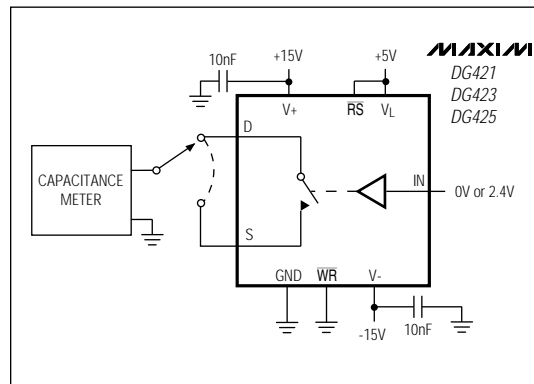 10nF
+15V
+5V
MAXIM
DG421
DG423
DG425
V+
RS
VL
D
CAPACITANCE
METER
IN
0V or 2.4V
S
GND
WR
V-
-15V
10nF